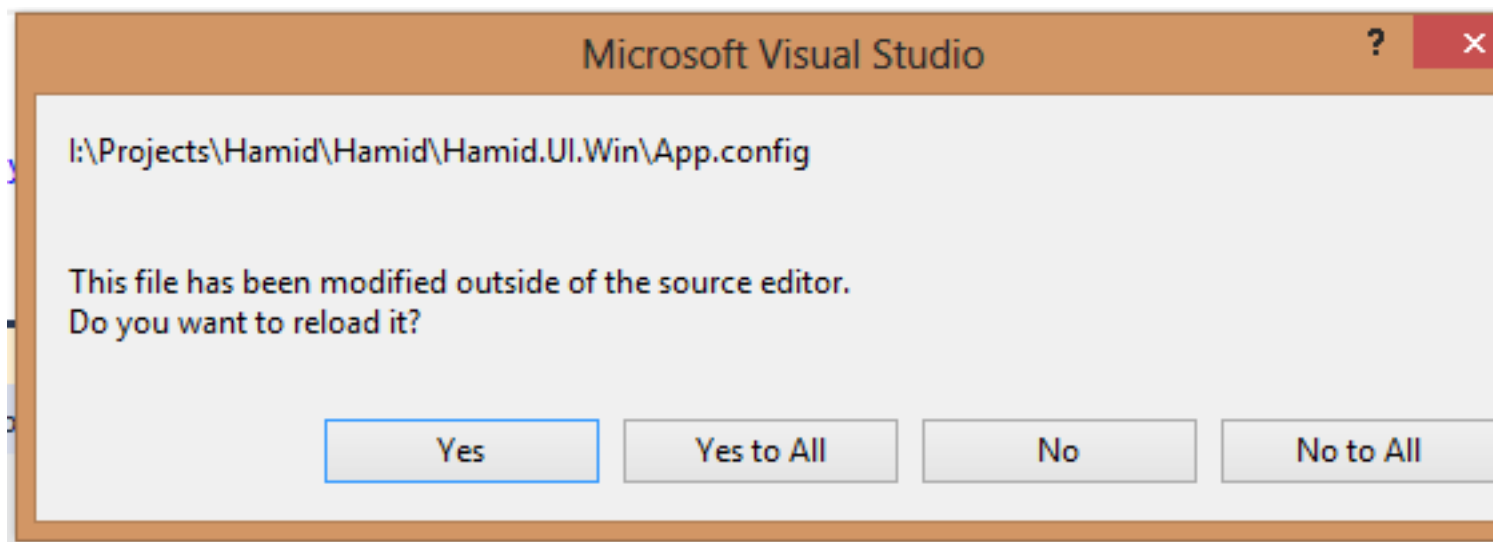 Microsoft Visual Studio
?
I:\Projects\Hamid\Hamid\Hamid.UI.Win\App.config
This file has been modified outside of the source editor.
Do you want to reload it?
Yes
Yes to All
No
No to All